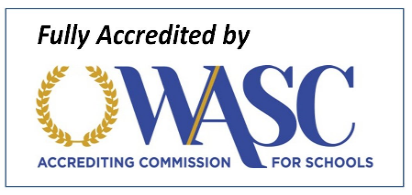 Fully Accredited by
WASC
ACCREDITING COMMISSION FOR SCHOOLS